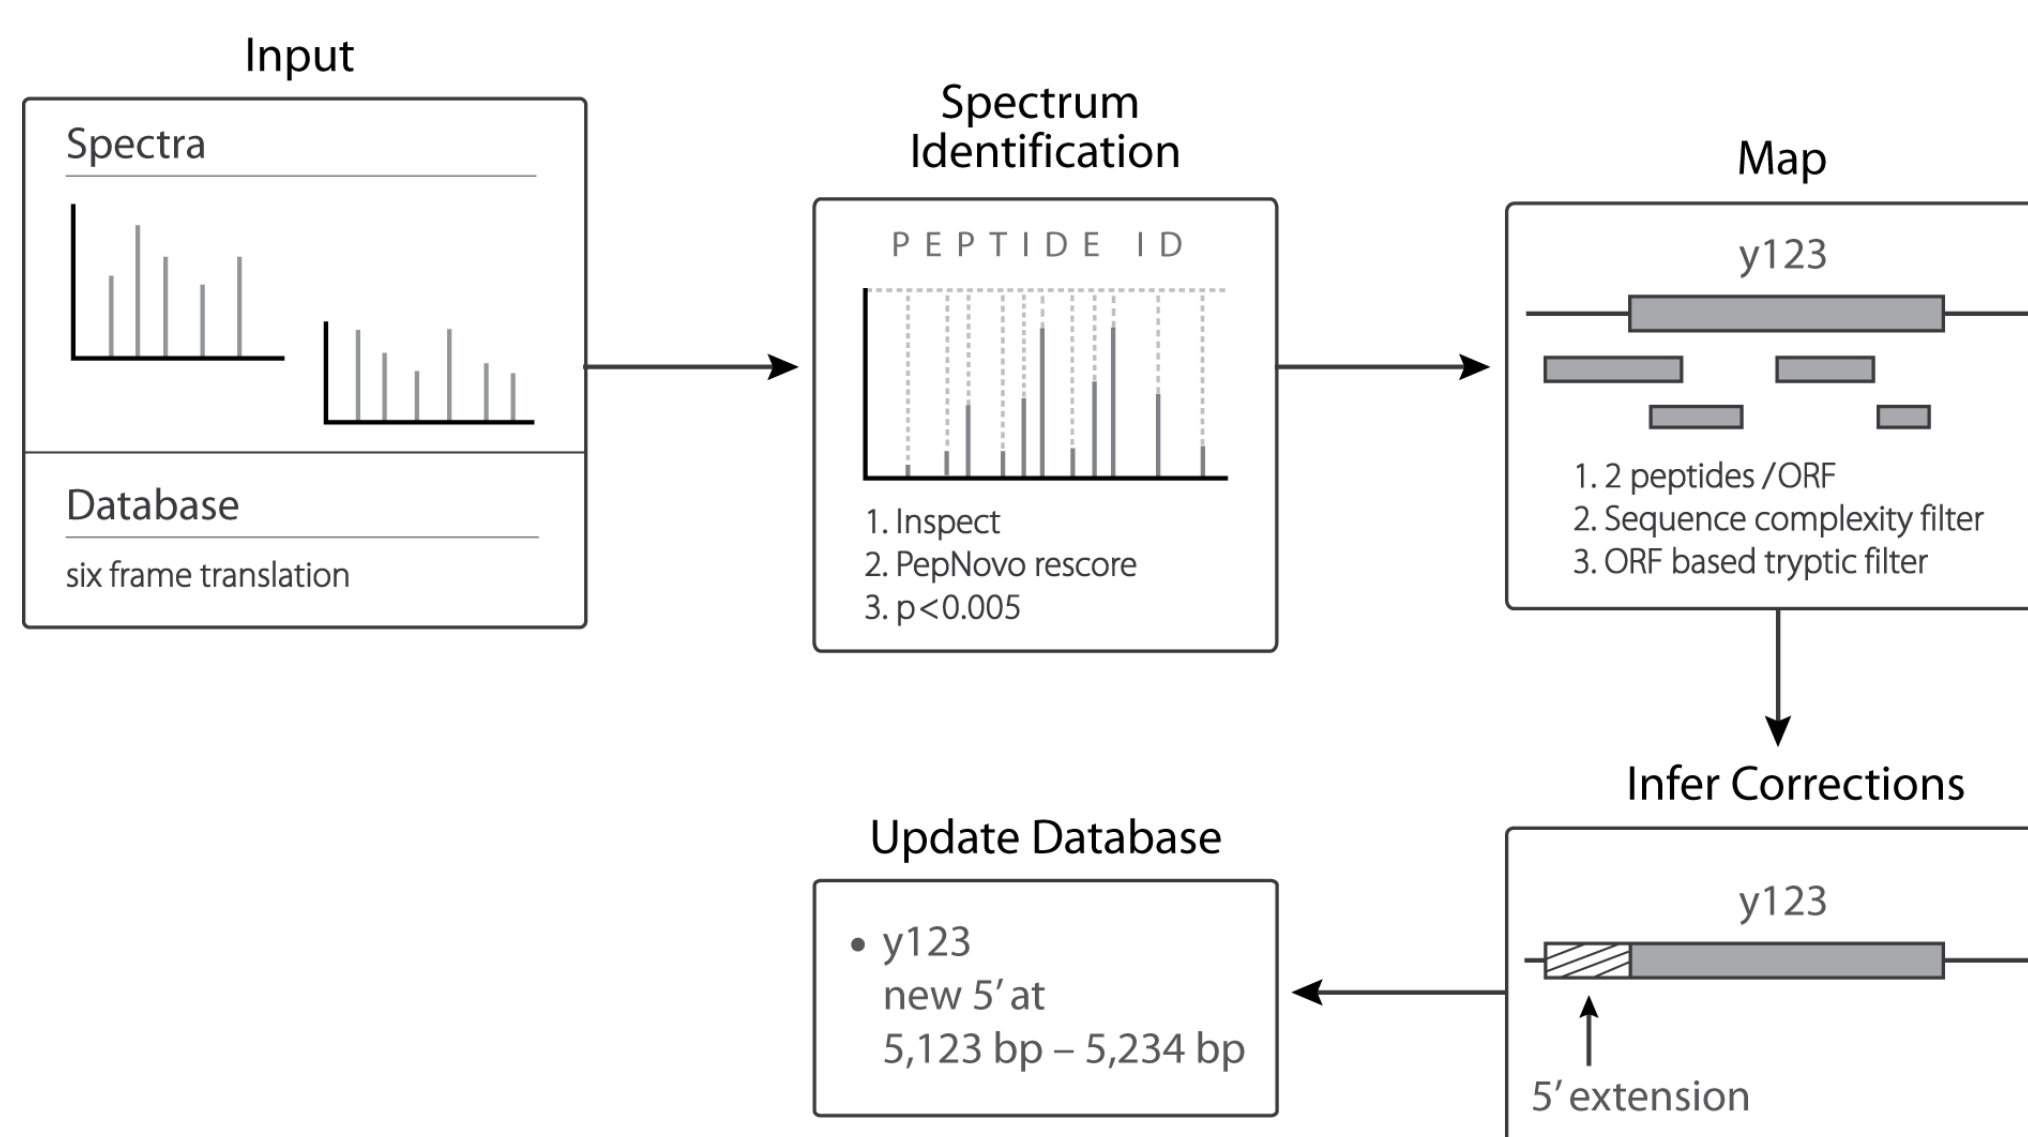 Input
Spectra
Database
six frame translation
Spectrum
Identification
PEPTIDE ID
1. Inspect
2. PepNovo rescore
3. p<0.005
Map
y123
1. 2 peptides /ORF
2. Sequence complexity filter
3. ORF based tryptic filter
Infer Corrections
y123
5’ extension
Update Database
• y123
new 5’ at
5,123 bp – 5,234 bp